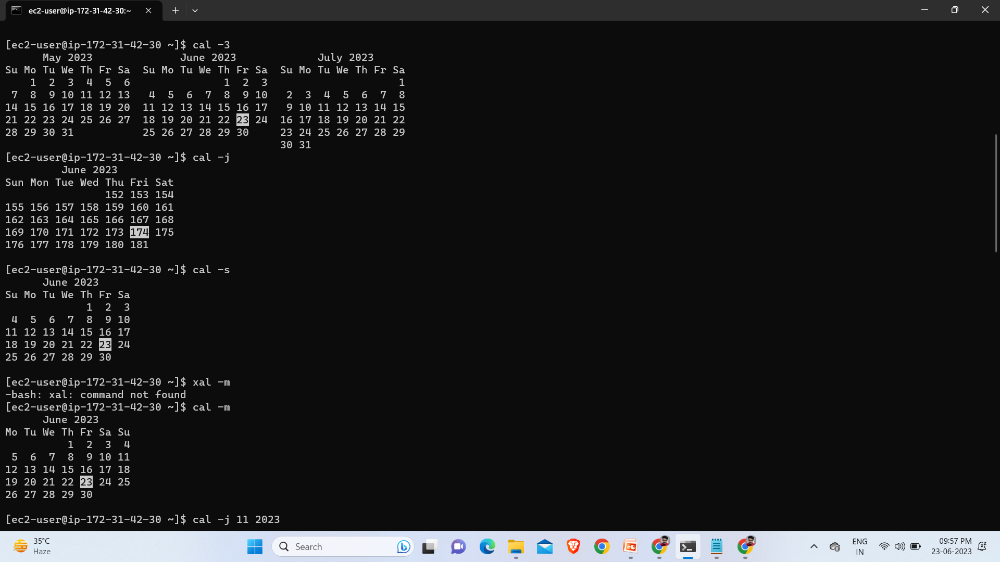 ec2-user@ip-172-31-42-30:~
[ec2-user@ip-172-31-42-30 ~]$ cal -3
      May 2023              June 2023             July 2023
Su Mo Tu We Th Fr Sa  Su Mo Tu We Th Fr Sa  Su Mo Tu We Th Fr Sa
    1  2  3  4  5  6               1  2  3                     1
 7  8  9 10 11 12 13   4  5  6  7  8  9 10   2  3  4  5  6  7  8
14 15 16 17 18 19 20  11 12 13 14 15 16 17   9 10 11 12 13 14 15
21 22 23 24 25 26 27  18 19 20 21 22 23 24  16 17 18 19 20 21 22
28 29 30 31           25 26 27 28 29 30     23 24 25 26 27 28 29
                                            30 31
[ec2-user@ip-172-31-42-30 ~]$ cal -j
         June 2023
Sun Mon Tue Wed Thu Fri Sat
                152 153 154
155 156 157 158 159 160 161
162 163 164 165 166 167 168
169 170 171 172 173 174 175
176 177 178 179 180 181
[ec2-user@ip-172-31-42-30 ~]$ cal -s
      June 2023
Su Mo Tu We Th Fr Sa
             1  2  3
 4  5  6  7  8  9 10
11 12 13 14 15 16 17
18 19 20 21 22 23 24
25 26 27 28 29 30
[ec2-user@ip-172-31-42-30 ~]$ xal -m
-bash: xal: command not found
[ec2-user@ip-172-31-42-30 ~]$ cal -m
      June 2023
Mo Tu We Th Fr Sa Su
          1  2  3  4
 5  6  7  8  9 10 11
12 13 14 15 16 17 18
19 20 21 22 23 24 25
26 27 28 29 30
[ec2-user@ip-172-31-42-30 ~]$ cal -j 11 2023
35°C
Haze
Search
ENG
IN
09:57 PM
23-06-2023